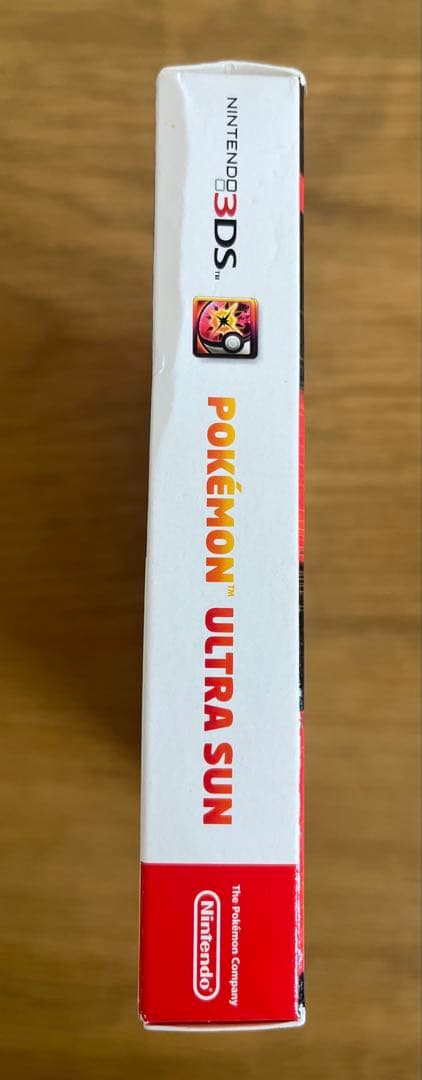 NINTENDO 3DS™
POKÉMON™ ULTRA SUN
The Pokémon Company
Nintendo®